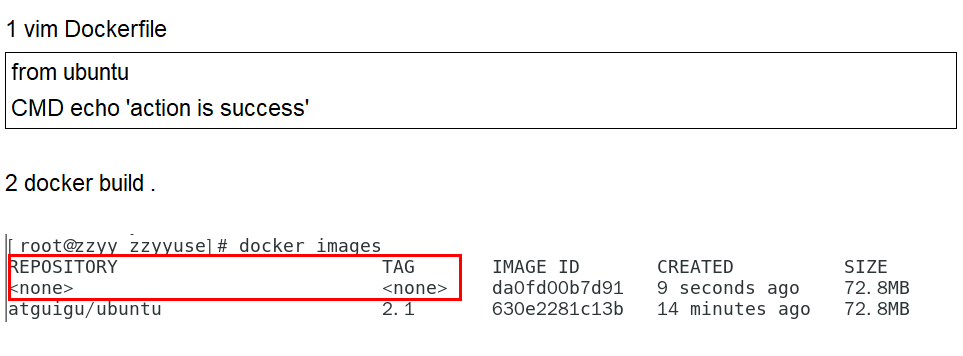 1 vim Dockerfile
from ubuntu
CMD echo 'action is success'
2 docker build .
[ root@zzyy zzyyuse] # docker images
REPOSITORY TAG IMAGE ID CREATED SIZE
<none> <none> da0fd00b7d91 9 seconds ago 72.8MB
atguigu/ubuntu 2.1 630e2281c13b 14 minutes ago 72.8MB